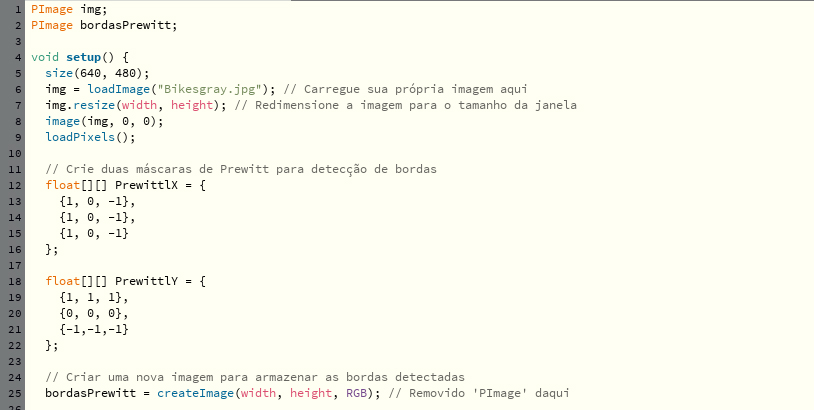 1 PImage img;
2 PImage bordasPrewitt;
3
4 void setup() {
5   size(640, 480);
6   img = loadImage("Bikesgray.jpg"); // Carregue sua própria imagem aqui
7   img.resize(width, height); // Redimensione a imagem para o tamanho da janela
8   image(img, 0, 0);
9   loadPixels();
10
11   // Crie duas máscaras de Prewitt para detecção de bordas
12   float[][] PrewittlX = {
13     {1, 0, -1},
14     {1, 0, -1},
15     {1, 0, -1}
16   };
17
18   float[][] PrewittlY = {
19     {1, 1, 1},
20     {0, 0, 0},
21     {-1,-1,-1}
22   };
23
24   // Criar uma nova imagem para armazenar as bordas detectadas
25   bordasPrewitt = createImage(width, height, RGB); // Removido 'PImage' daqui